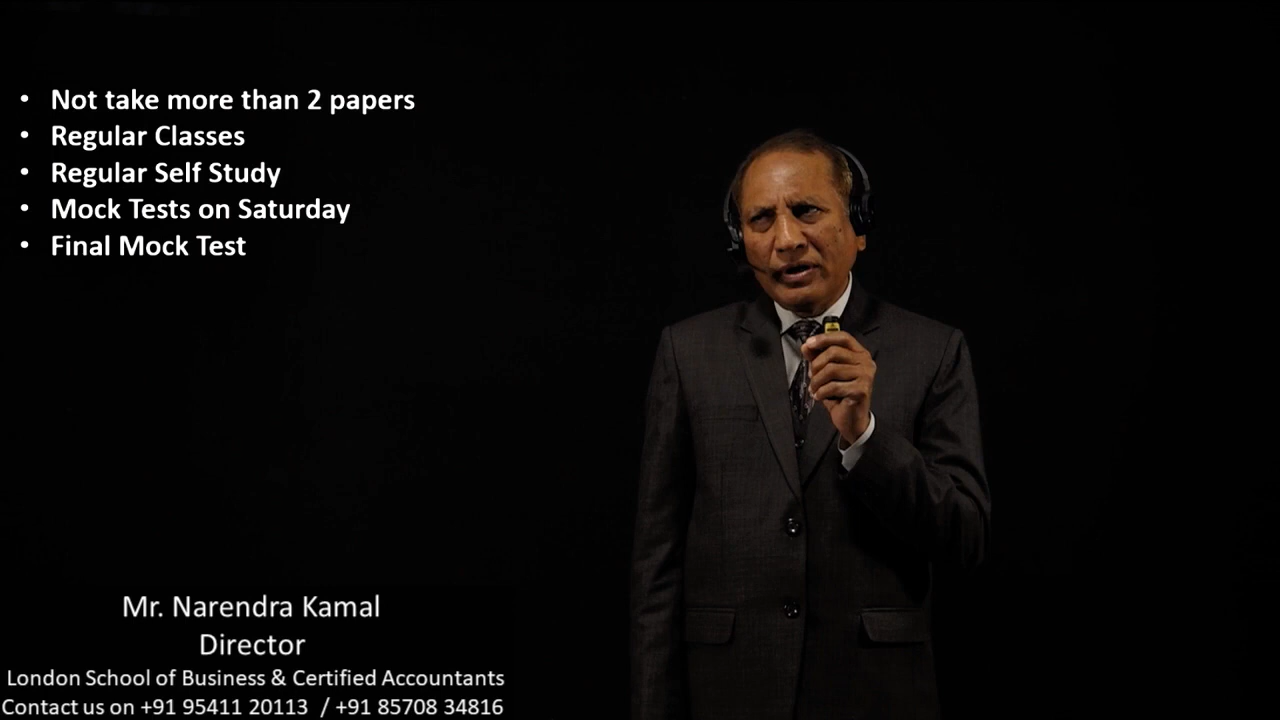 • Not take more than 2 papers
• Regular Classes
• Regular Self Study
• Mock Tests on Saturday
• Final Mock Test
Mr. Narendra Kamal
Director
London School of Business & Certified Accountants
Contact us on +91 95411 20113 / +91 85708 34816